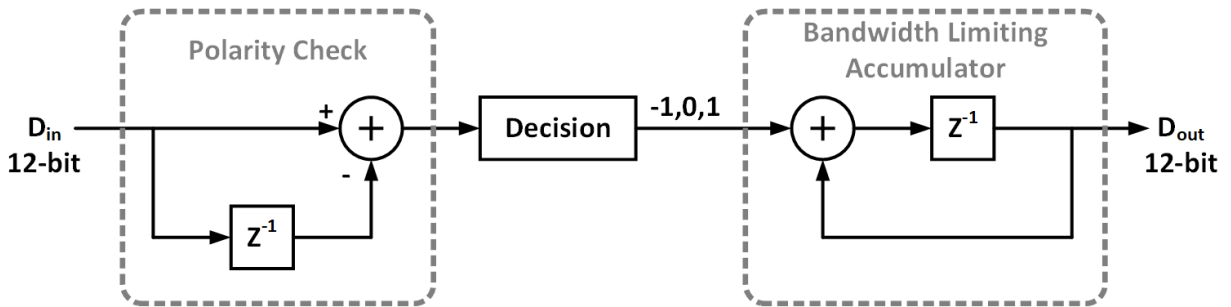 Polarity Check
Bandwidth Limiting
Accumulator
D_in
12-bit
+
+
-
Decision
-1,0,1
+
Z^-1
D_out
12-bit
Z^-1